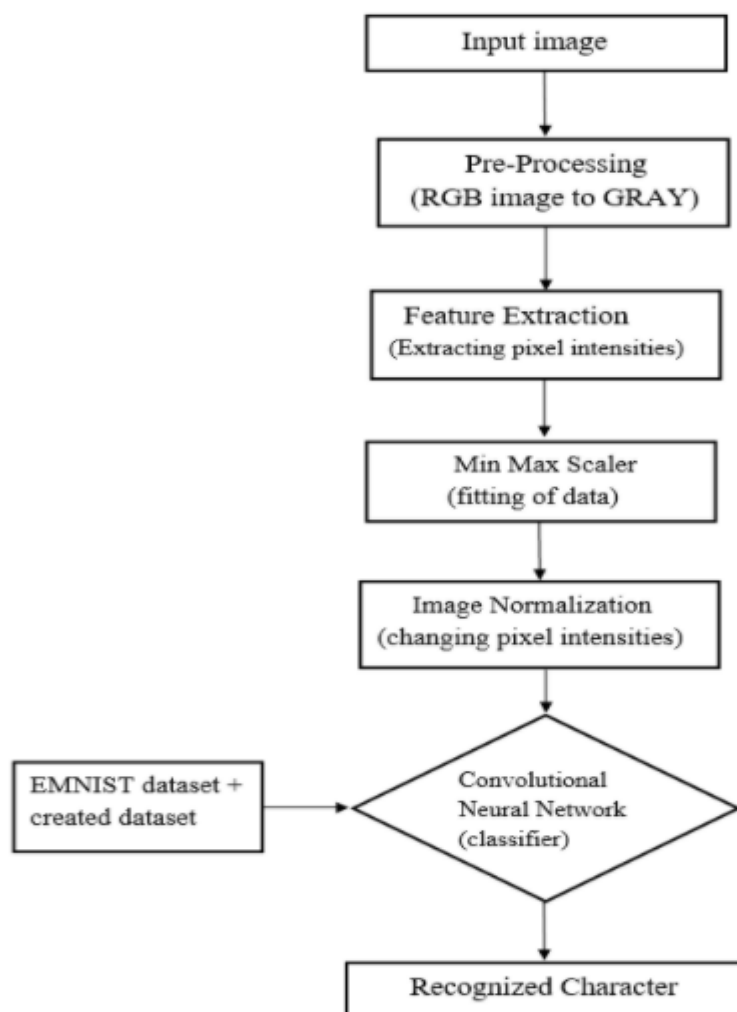 Input image
Pre-Processing
(RGB image to GRAY)
Feature Extraction
(Extracting pixel intensities)
Min Max Scaler
(fitting of data)
Image Normalization
(changing pixel intensities)
EMNIST dataset +
created dataset
Convolutional
Neural Network
(classifier)
Recognized Character